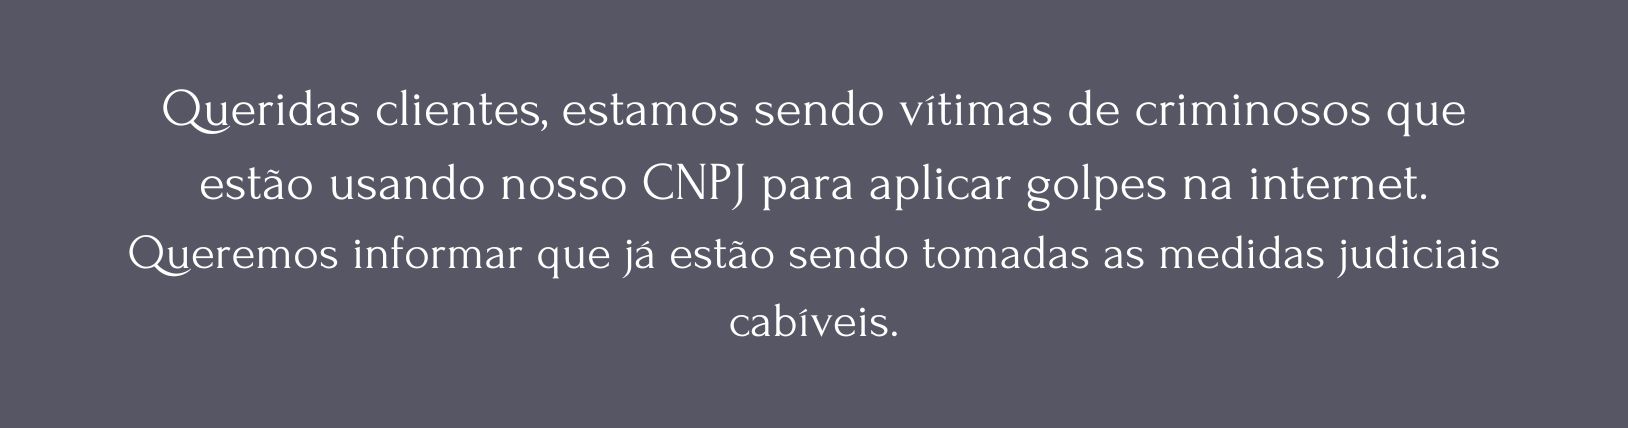 Queridas clientes, estamos sendo vítimas de criminosos que
estão usando nosso CNPJ para aplicar golpes na internet.
Queremos informar que já estão sendo tomadas as medidas judiciais
cabíveis.